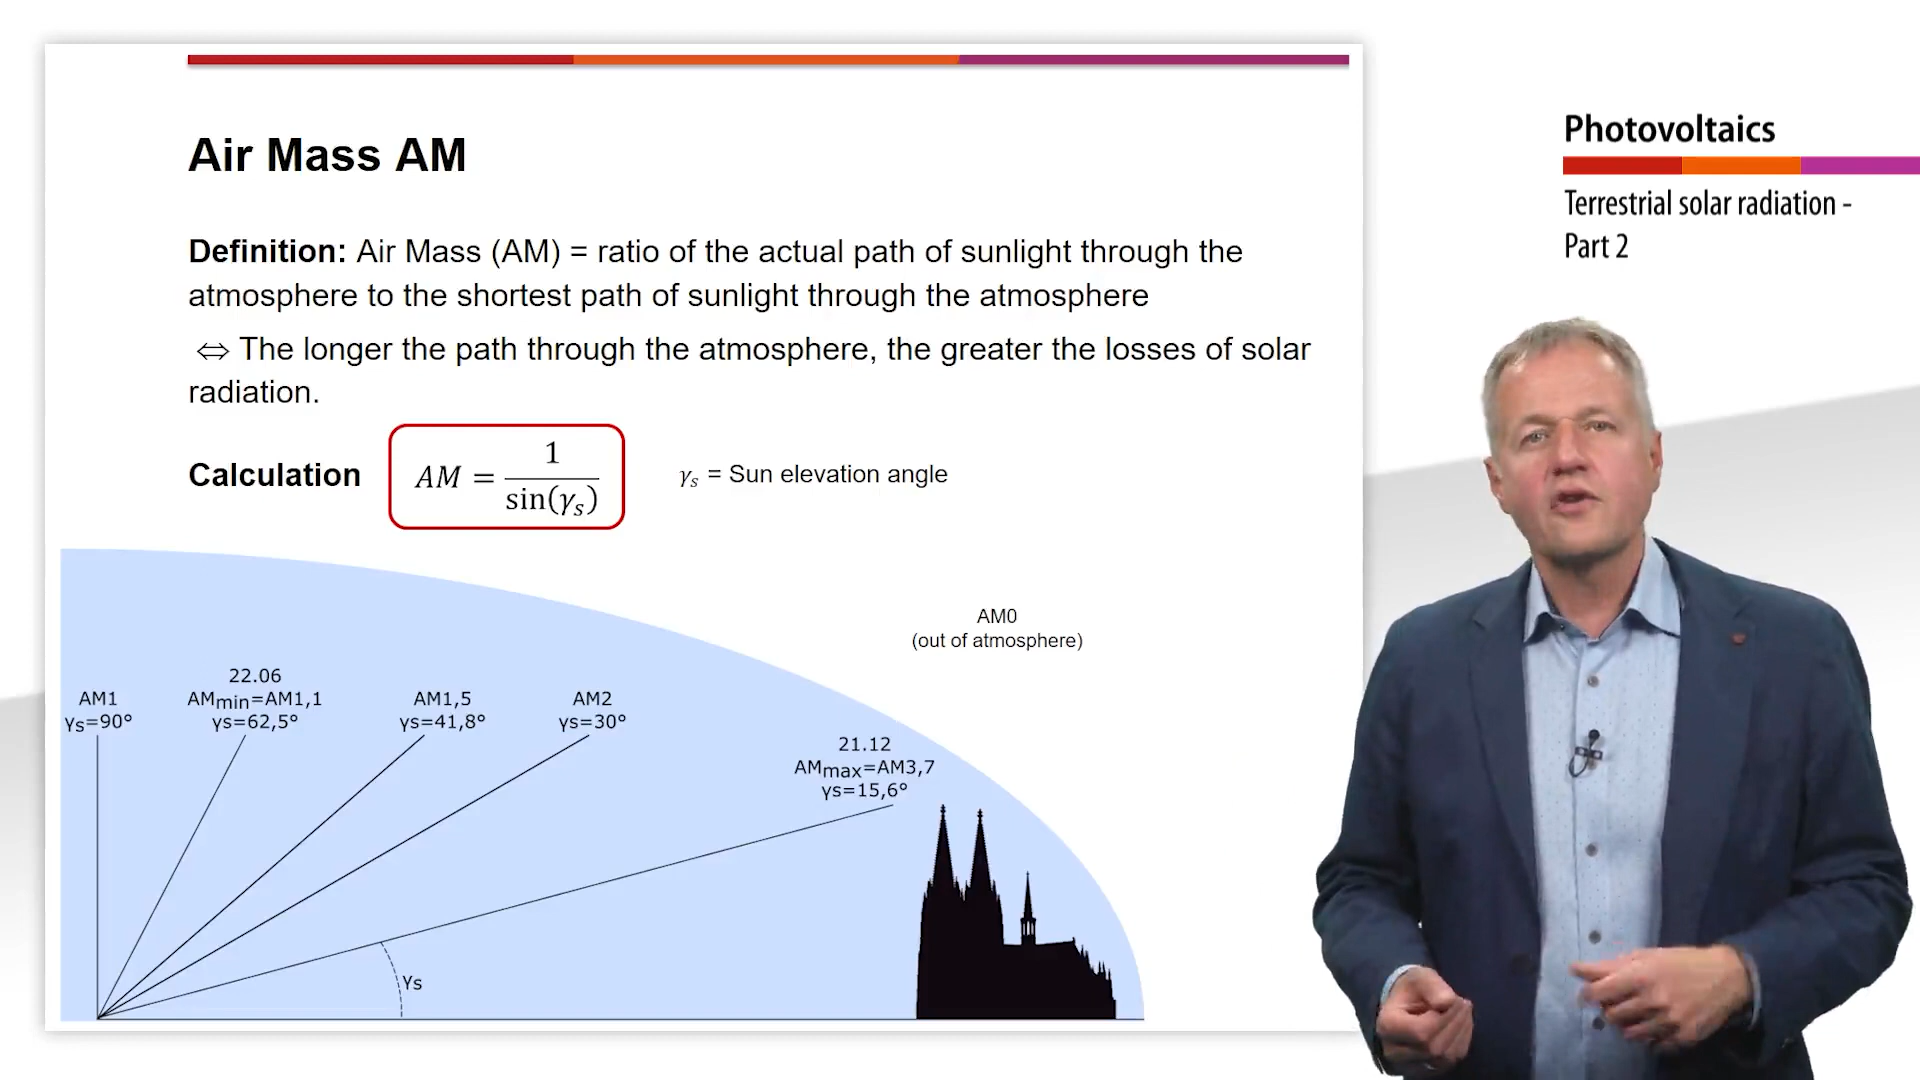 Air Mass AM
Definition: Air Mass (AM) = ratio of the actual path of sunlight through the
atmosphere to the shortest path of sunlight through the atmosphere
⇔ The longer the path through the atmosphere, the greater the losses of solar
radiation.
Calculation AM = 1 / sin(γs) γs = Sun elevation angle
AM0
(out of atmosphere)
AM1
γs=90°
22.06
AMmin=AM1,1
γs=62,5°
AM1,5
γs=41,8°
AM2
γs=30°
21.12
AMmax=AM3,7
γs=15,6°
γs
Photovoltaics
Terrestrial solar radiation -
Part 2